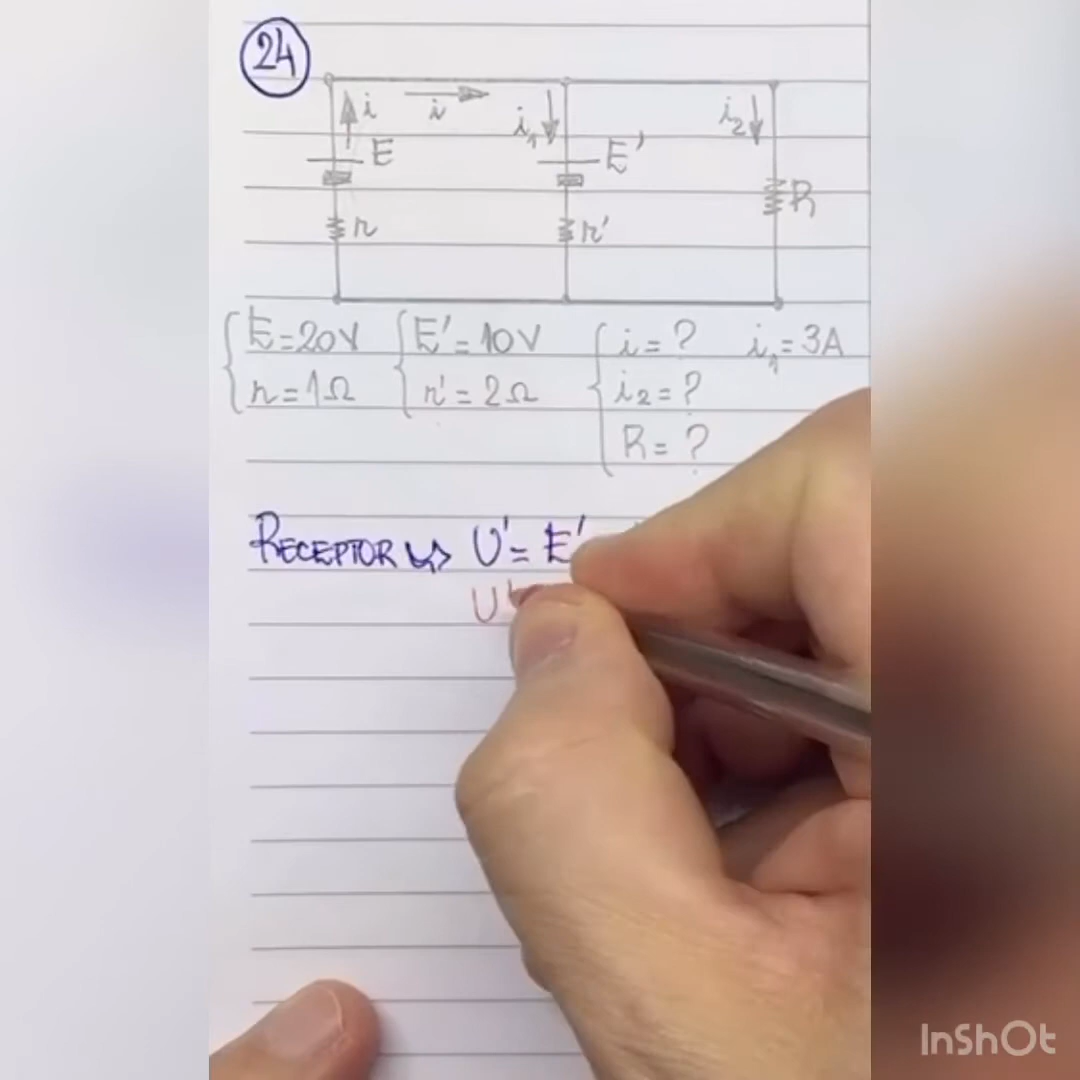 24
i i i₁ i₂
E E' R
r r'
E=20V E'=10V i=? i₁=3A
r=1Ω r'=2Ω i₂=?
R=?
RECEPTOR ↳> U'=E'
U'
InShOt